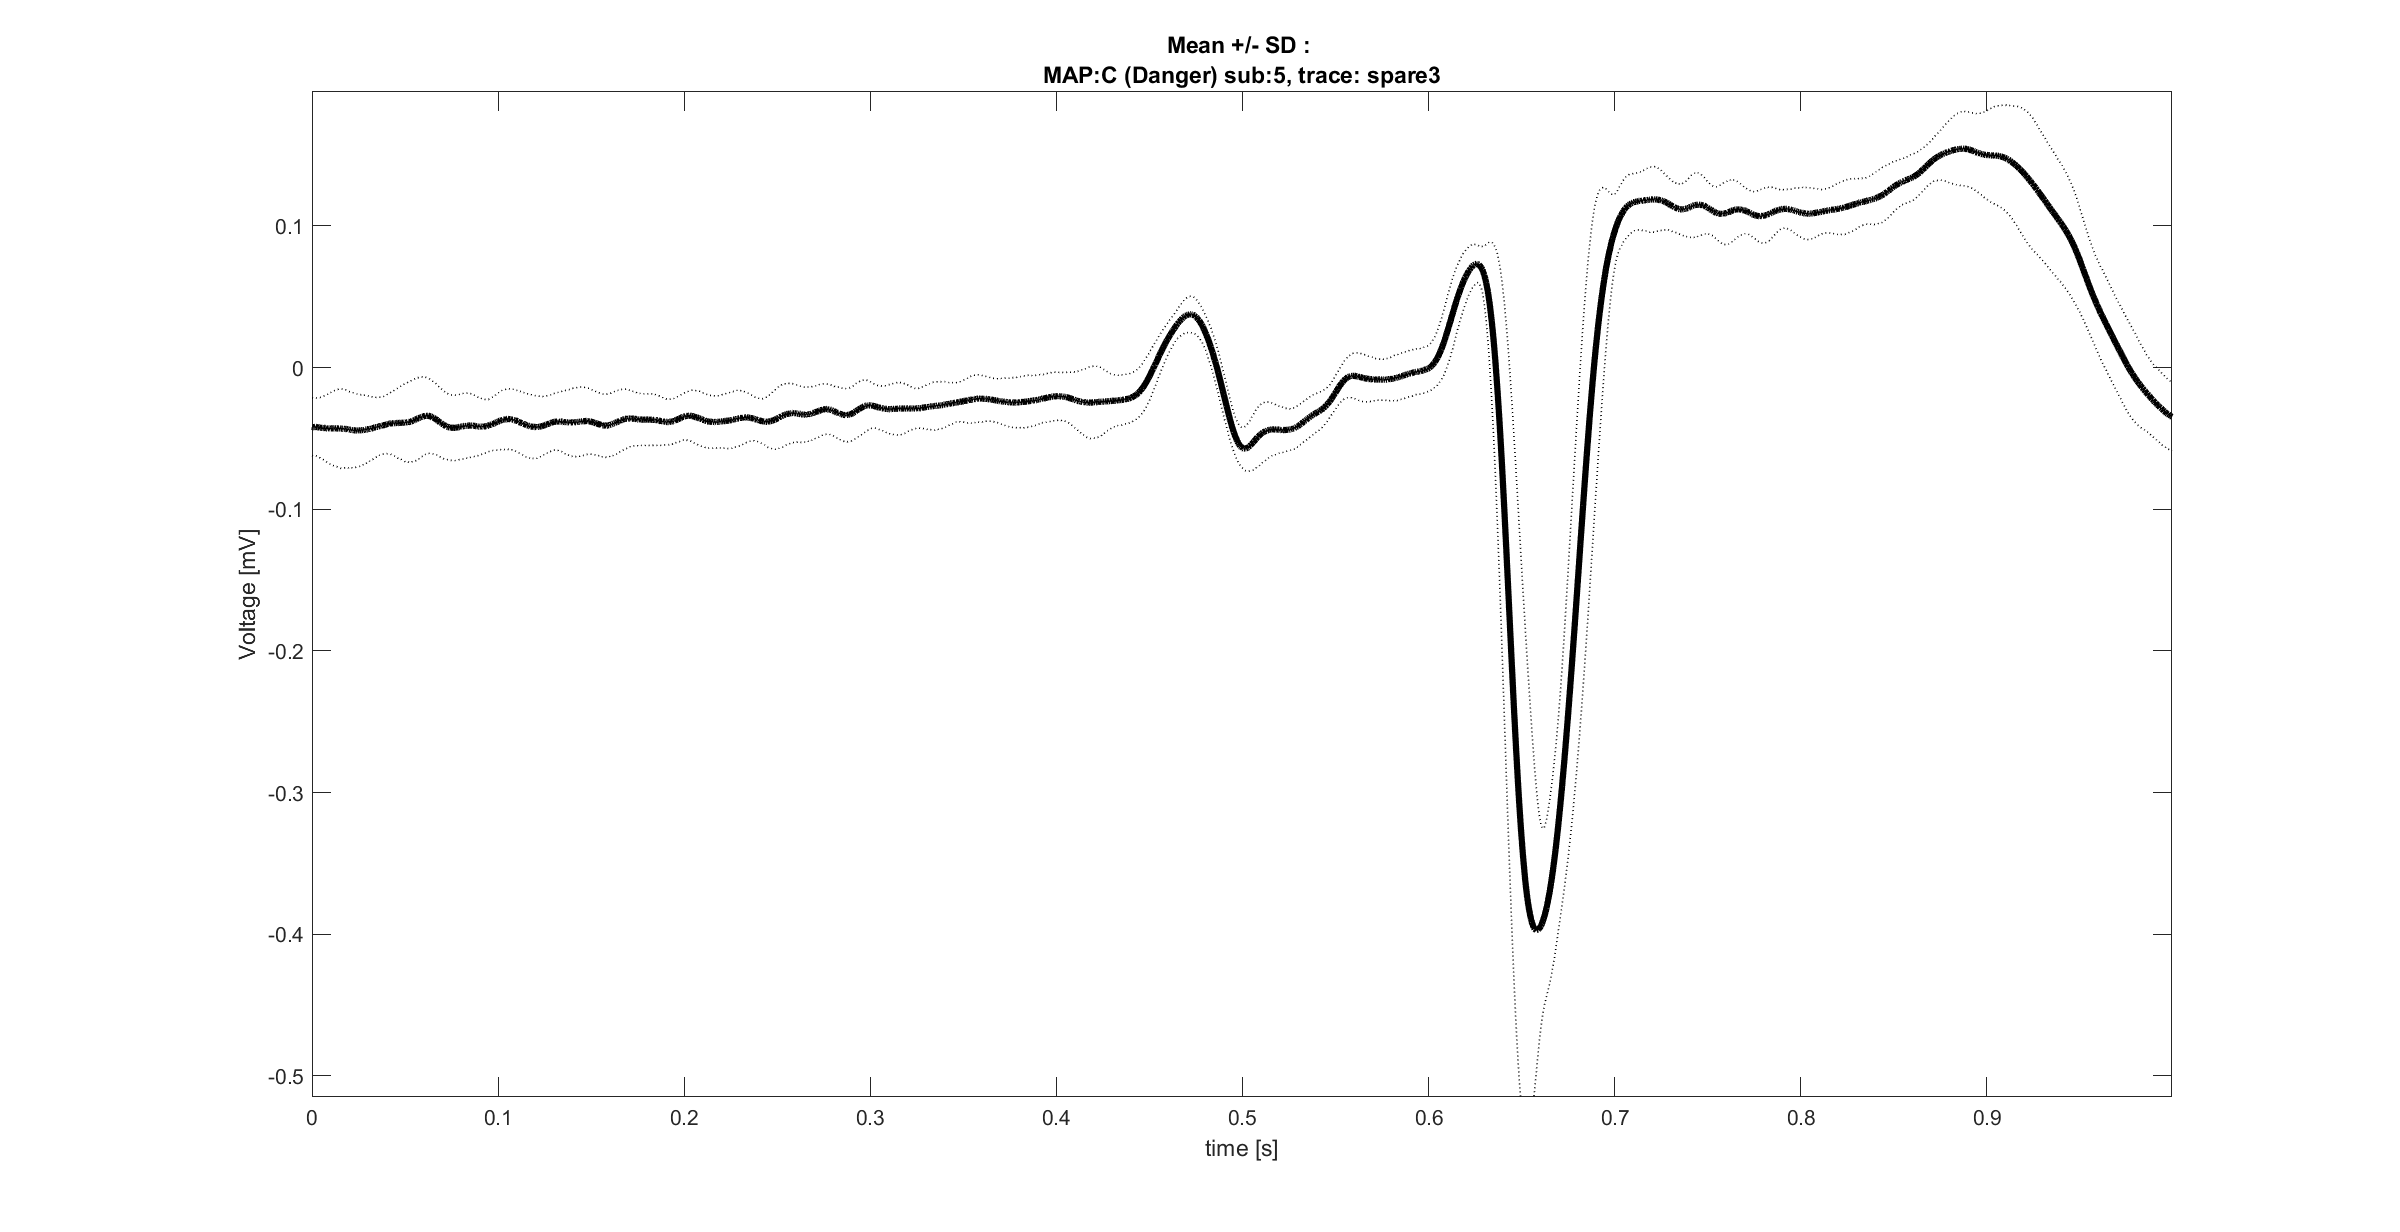 Mean +/- SD :
MAP:C (Danger) sub:5, trace: spare3
0.1
0
-0.1
-0.2
-0.3
-0.4
-0.5
Voltage [mV]
0 0.1 0.2 0.3 0.4 0.5 0.6 0.7 0.8 0.9
time [s]